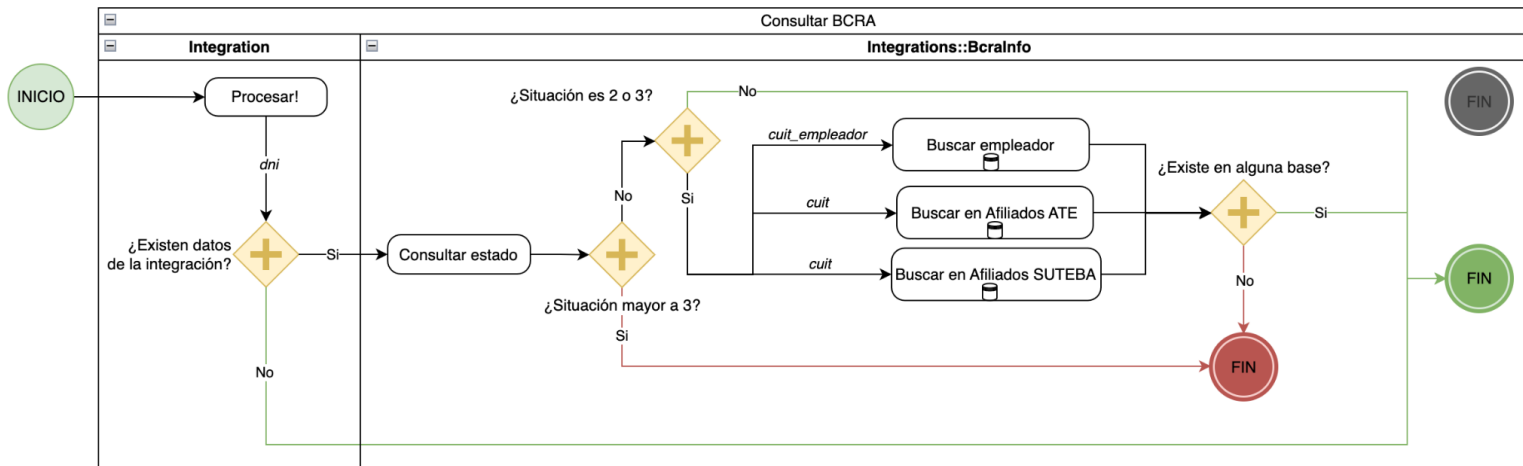 Consultar BCRA
Integration
Integrations::BcraInfo
INICIO
Procesar!
dni
¿Existen datos
de la integración?
Si
No
Consultar estado
¿Situación mayor a 3?
No
Si
¿Situación es 2 o 3?
No
Si
cuit_empleador
Buscar empleador
cuit
Buscar en Afiliados ATE
cuit
Buscar en Afiliados SUTEBA
¿Existe en alguna base?
Si
No
FIN
FIN
FIN